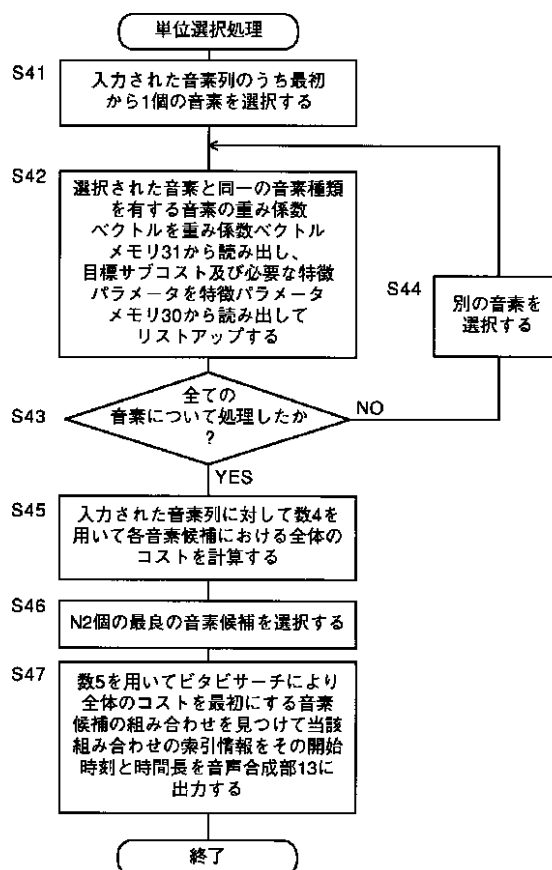 単位選択処理
S41
入力された音素列のうち最初
から1個の音素を選択する
S42
選択された音素と同一の音素種類
を有する音素の重み係数
ベクトルを重み係数ベクトル
メモリ31から読み出し、
目標サブコスト及び必要な特徴
パラメータを特徴パラメータ
メモリ30から読み出して
リストアップする
S44
別の音素を
選択する
S43
全ての
音素について処理したか
?
NO
YES
S45
入力された音素列に対して数4を
用いて各音素候補における全体の
コストを計算する
S46
N2個の最良の音素候補を選択する
S47
数5を用いてビタビサーチにより
全体のコストを最初にする音素
候補の組み合わせを見つけて当該
組み合わせの索引情報をその開始
時刻と時間長を音声合成部13に
出力する
終了